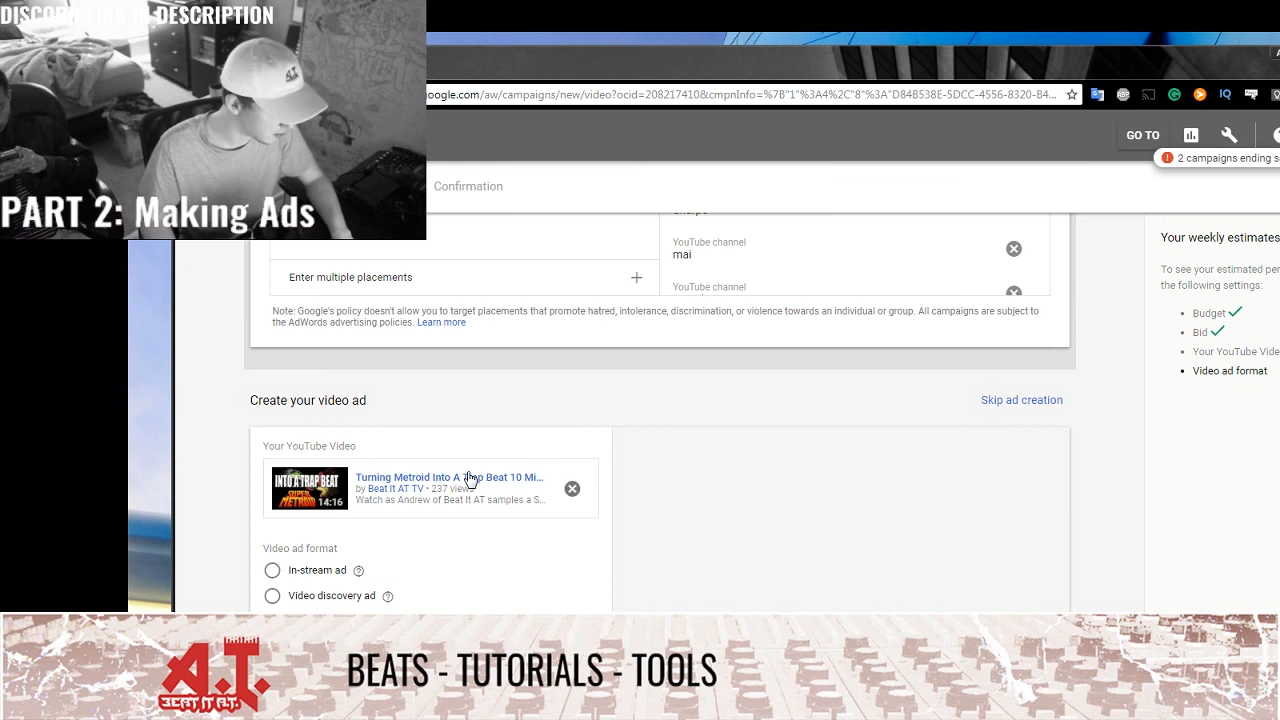 DISCORD LINK IN DESCRIPTION
PART 2: Making Ads
google.com/aw/campaigns/new/video?ocid=208217410&cmpnInfo=%7B"1"%3A4%2C"8"%3A"D84B538E-5DCC-4556-8320-B4...
GO TO
2 campaigns ending s
Confirmation
YouTube channel
mai
YouTube channel
Enter multiple placements
Note: Google's policy doesn't allow you to target placements that promote hatred, intolerance, discrimination, or violence towards an individual or group. All campaigns are subject to
the AdWords advertising policies. Learn more
Your weekly estimates
To see your estimated per
the following settings:
Budget
Bid
Your YouTube Vide
Video ad format
Create your video ad
Skip ad creation
Your YouTube Video
INTO A TRAP BEAT
SUPER
METROID
14:16
Turning Metroid Into A Trap Beat 10 Mi...
by Beat It AT TV • 237 views
Watch as Andrew of Beat It AT samples a S...
Video ad format
In-stream ad
Video discovery ad
A.T.
BEAT IT AT.
BEATS - TUTORIALS - TOOLS